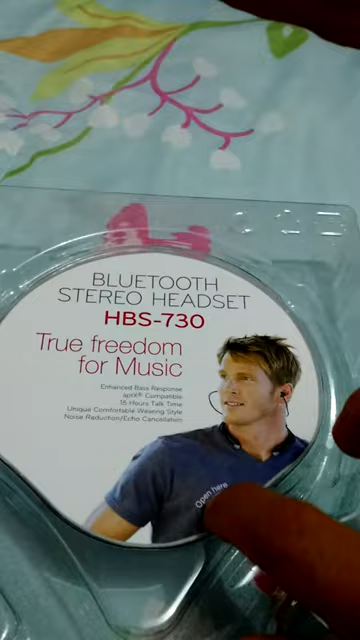 BLUETOOTH
STEREO HEADSET
HBS-730
True freedom
for Music
Enhanced Bass Response
aptX® Compatible
15 Hours Talk Time
Unique Comfortable Wearing Style
Noise Reduction/Echo Cancellation
Open here